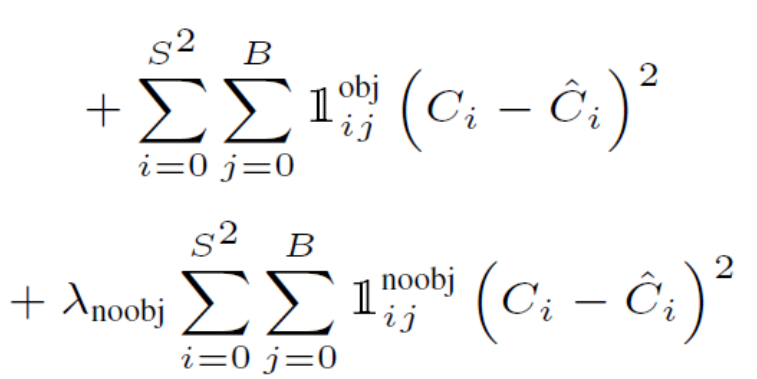 $+ \sum_{i=0}^{S^2} \sum_{j=0}^{B} \mathbb{1}_{ij}^{\text{obj}} \left( C_i - \hat{C}_i \right)^2$
$+ \lambda_{\text{noobj}} \sum_{i=0}^{S^2} \sum_{j=0}^{B} \mathbb{1}_{ij}^{\text{noobj}} \left( C_i - \hat{C}_i \right)^2$